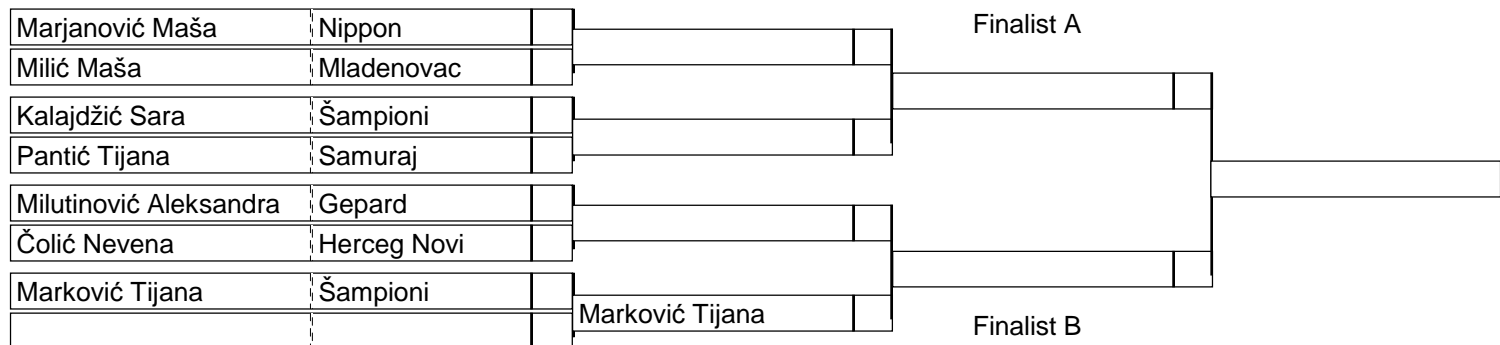 Marjanović Maša Nippon
Finalist A
Milić Maša Mladenovac
Kalajdžić Sara Šampioni
Pantić Tijana Samuraj
Milutinović Aleksandra Gepard
Čolić Nevena Herceg Novi
Marković Tijana Šampioni
Marković Tijana
Finalist B